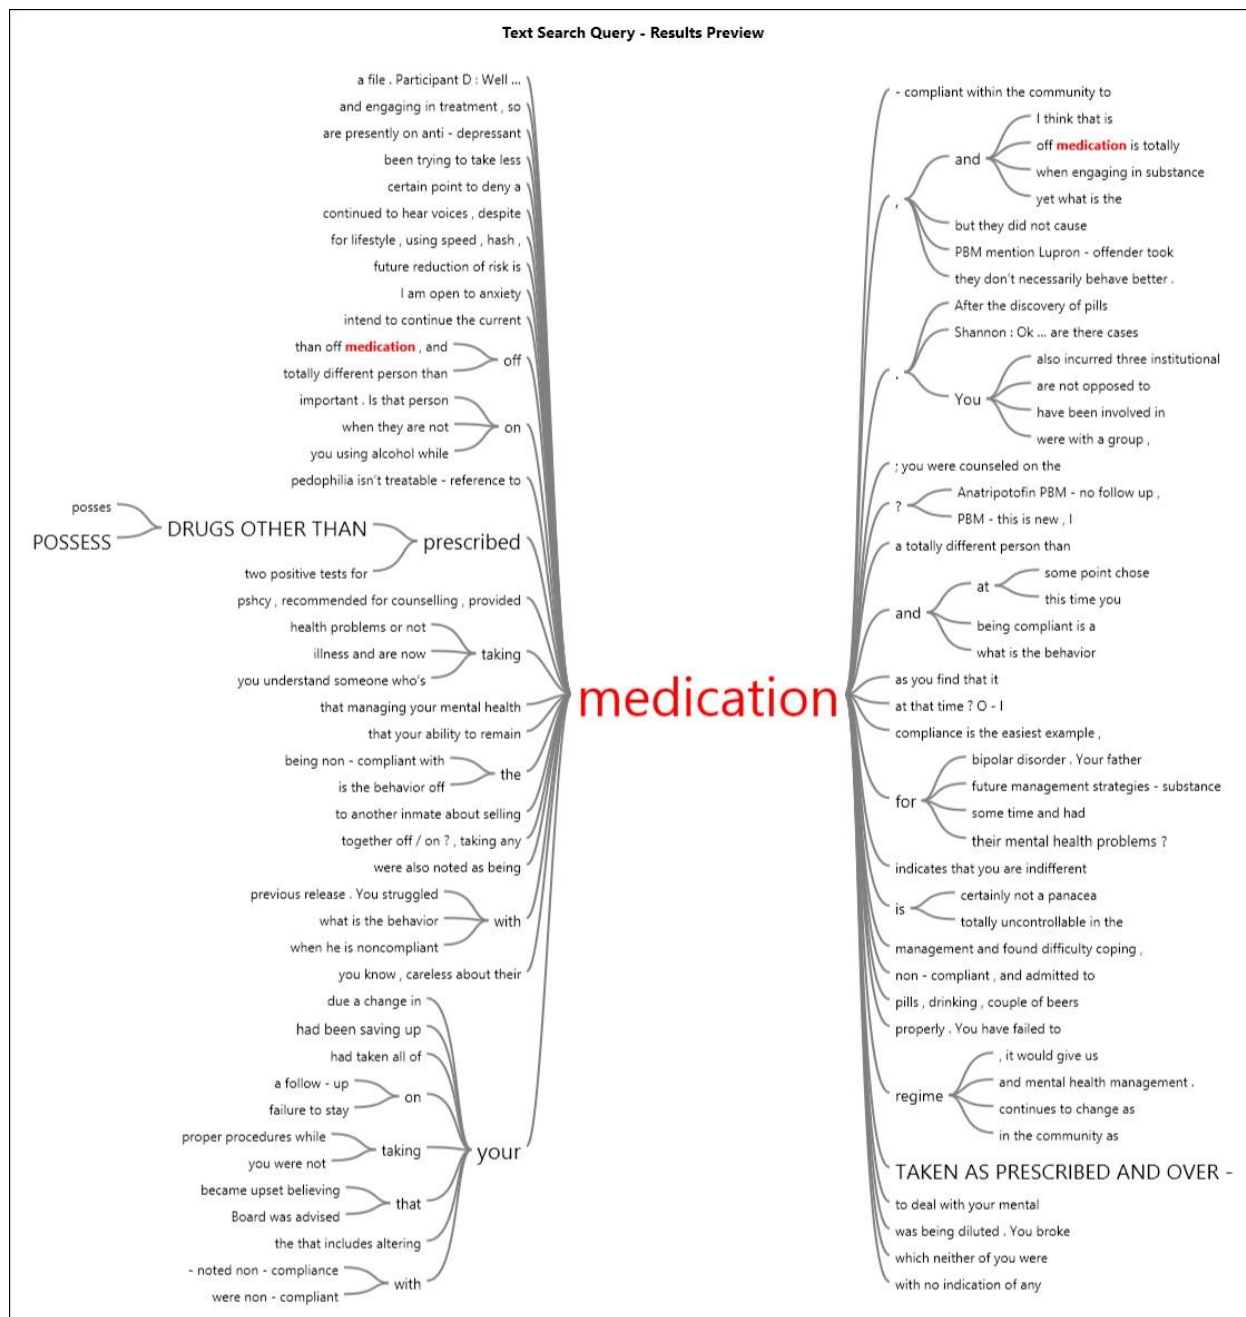 Text Search Query - Results Preview
a file . Participant D : Well ...
and engaging in treatment , so
are presently on anti - depressant
been trying to take less
certain point to deny a
continued to hear voices , despite
for lifestyle , using speed , hash ,
future reduction of risk is
I am open to anxiety
intend to continue the current
than off medication , and
totally different person than
off
important . Is that person
when they are not
you using alcohol while
on
pedophilia isn't treatable - reference to
posses
POSSESS
DRUGS OTHER THAN
two positive tests for
prescribed
pshcy , recommended for counselling , provided
health problems or not
illness and are now
you understand someone who's
taking
that managing your mental health
that your ability to remain
being non - compliant with
is the behavior off
the
to another inmate about selling
together off / on ? , taking any
were also noted as being
previous release . You struggled
what is the behavior
when he is noncompliant
with
you know , careless about their
due a change in
had been saving up
had taken all of
a follow - up
failure to stay
on
proper procedures while
you were not
taking
became upset believing
Board was advised
that
the that includes altering
- noted non - compliance
were non - compliant
with
your
medication
- compliant within the community to
,
and
I think that is
off medication is totally
when engaging in substance
yet what is the
but they did not cause
PBM mention Lupron - offender took
they don't necessarily behave better .
.
After the discovery of pills
Shannon : Ok ... are there cases
You
also incurred three institutional
are not opposed to
have been involved in
were with a group ,
; you were counseled on the
?
Anatripotofin PBM - no follow up ,
PBM - this is new , I
a totally different person than
and
at
some point chose
this time you
being compliant is a
what is the behavior
as you find that it
at that time ? O - I
compliance is the easiest example ,
for
bipolar disorder . Your father
future management strategies - substance
some time and had
their mental health problems ?
indicates that you are indifferent
is
certainly not a panacea
totally uncontrollable in the
management and found difficulty coping ,
non - compliant , and admitted to
pills , drinking , couple of beers
properly . You have failed to
regime
, it would give us
and mental health management .
continues to change as
in the community as
TAKEN AS PRESCRIBED AND OVER -
to deal with your mental
was being diluted . You broke
which neither of you were
with no indication of any